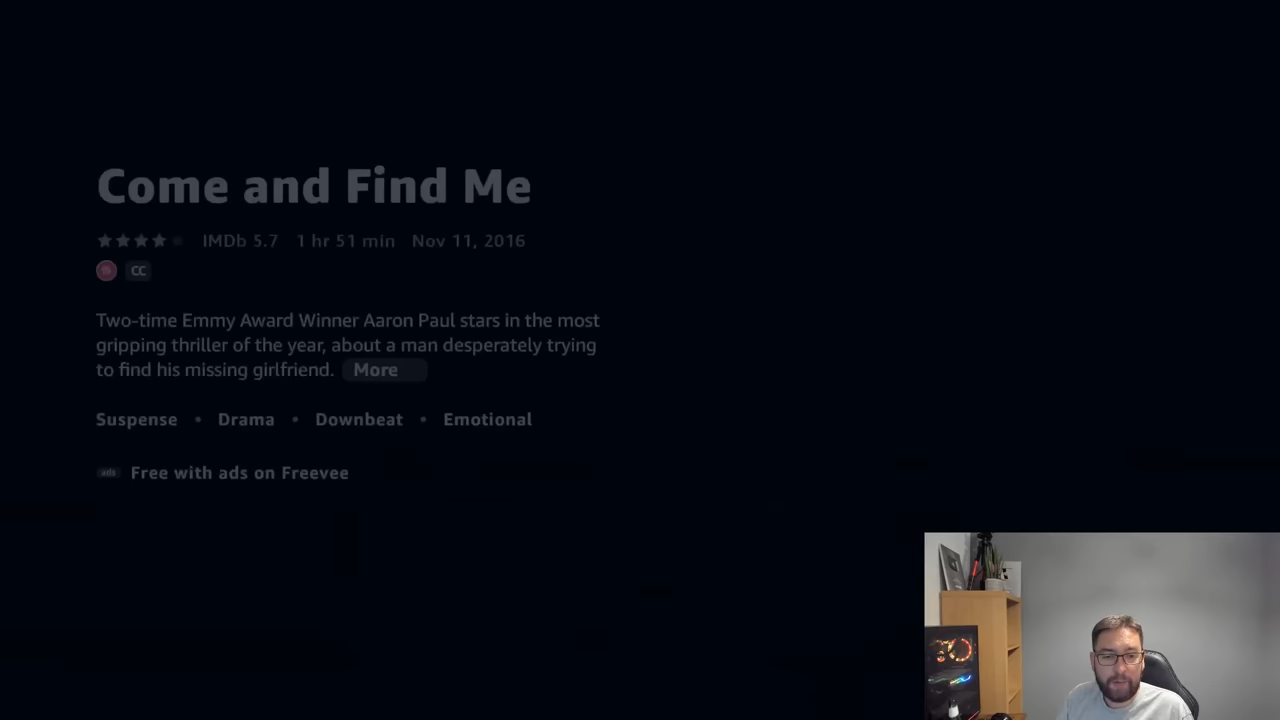 Come and Find Me
IMDb 5.7 1 hr 51 min Nov 11, 2016
CC
Two-time Emmy Award Winner Aaron Paul stars in the most
gripping thriller of the year, about a man desperately trying
to find his missing girlfriend. More
Suspense • Drama • Downbeat • Emotional
ads Free with ads on Freevee